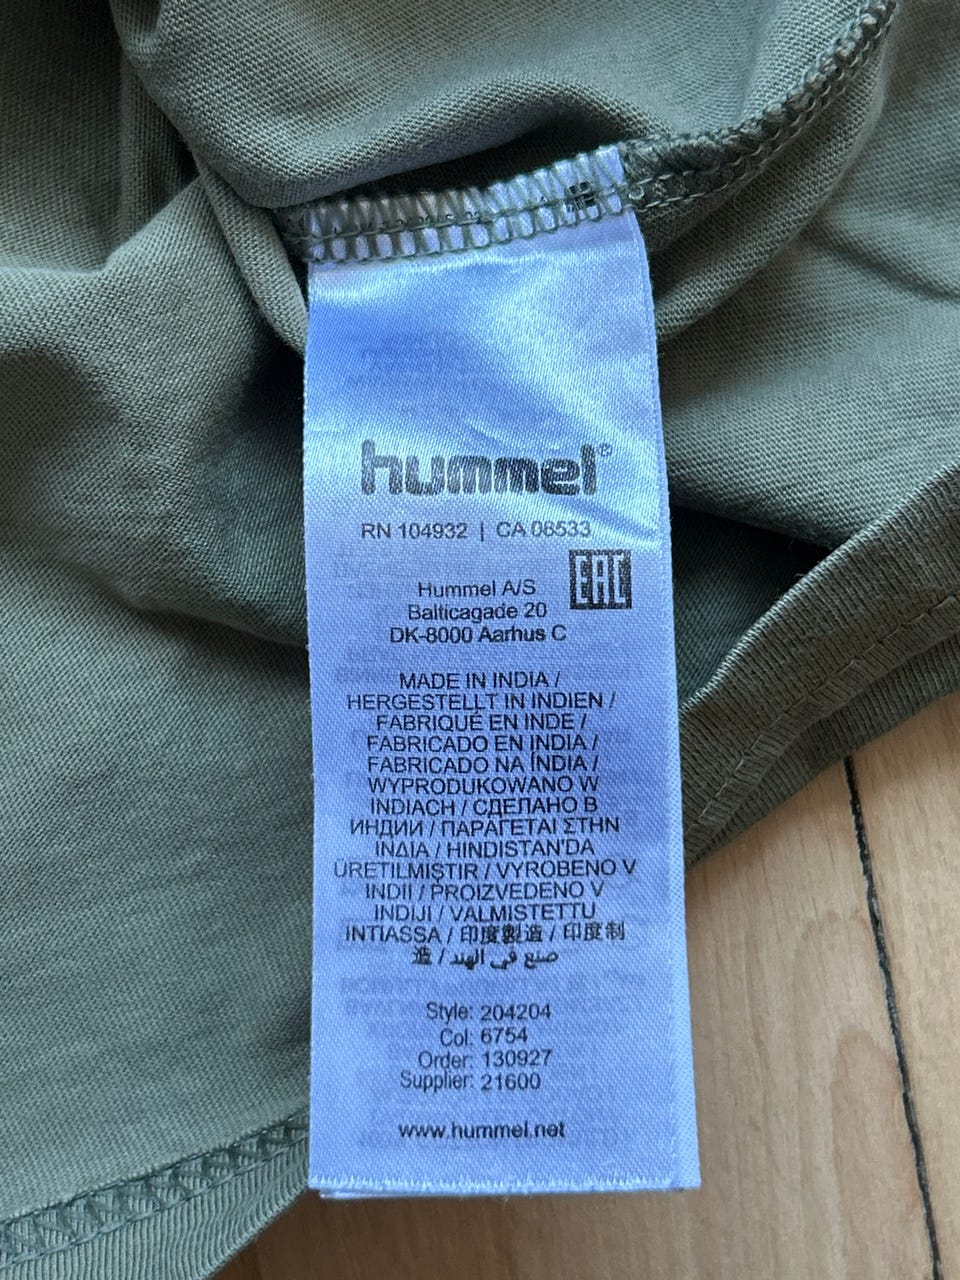 hummel®
RN 104932 | CA 08533
EAC
Hummel A/S
Balticagade 20
DK-8000 Aarhus C
MADE IN INDIA /
HERGESTELLT IN INDIEN /
FABRIQUÉ EN INDE /
FABRICADO EN INDIA /
FABRICADO NA ÍNDIA /
WYPRODUKOWANO W
INDIACH / СДЕЛАНО В
ИНДИИ / ΠΑΡΑΓΕΤΑΙ ΣΤΗΝ
ΙΝΔΙΑ / HINDISTAN'DA
ÜRETILMIŞTIR / VYROBENO V
INDII / PROIZVEDENO V
INDIJI / VALMISTETTU
INTIASSA / 印度製造 / 印度制
造 / صنع في الهند
Style: 204204
Col: 6754
Order: 130927
Supplier: 21600
www.hummel.net